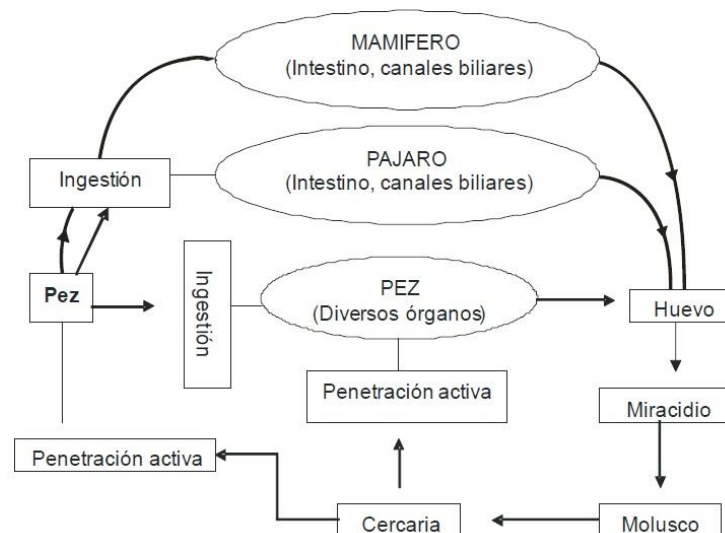 MAMIFERO
(Intestino, canales biliares)
PAJARO
(Intestino, canales biliares)
Ingestión
Pez
Ingestión
PEZ
(Diversos órganos)
Huevo
Penetración activa
Miracidio
Penetración activa
Cercaria
Molusco